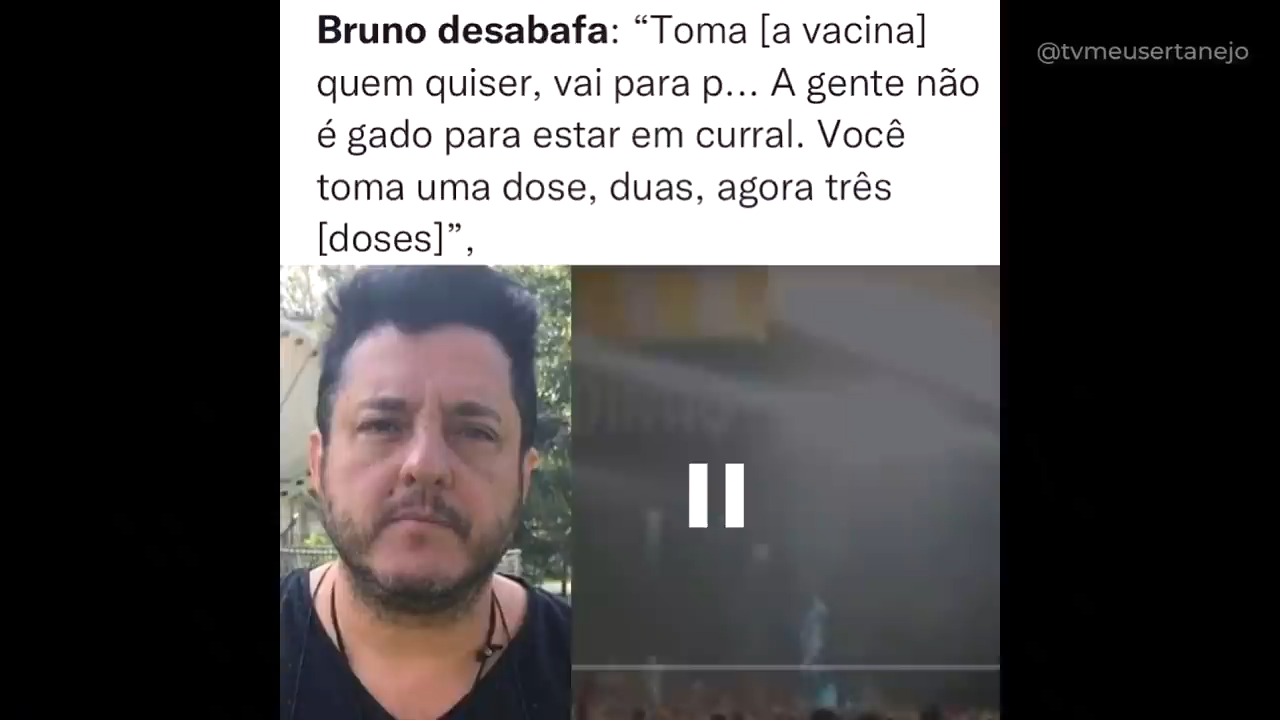 Bruno desabafa: “Toma [a vacina]
quem quiser, vai para p... A gente não
é gado para estar em curral. Você
toma uma dose, duas, agora três
[doses]”,
@tvmeusertanejo